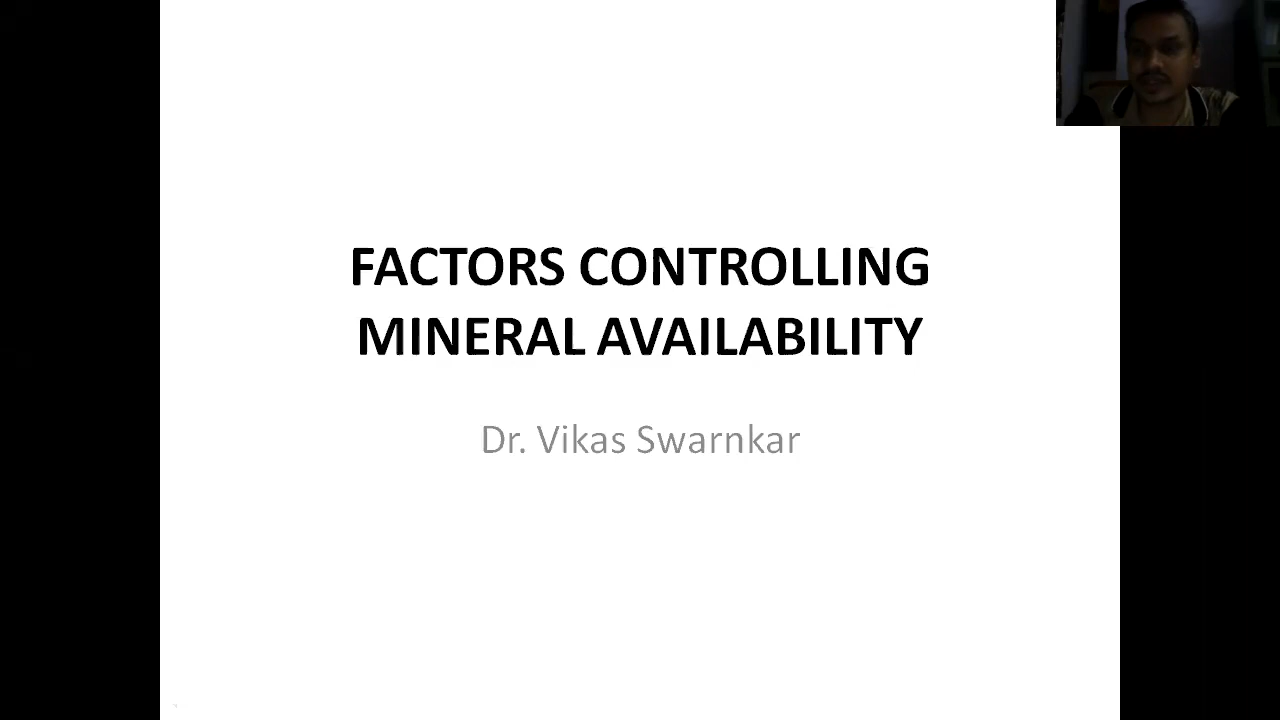 FACTORS CONTROLLING
MINERAL AVAILABILITY
Dr. Vikas Swarnkar